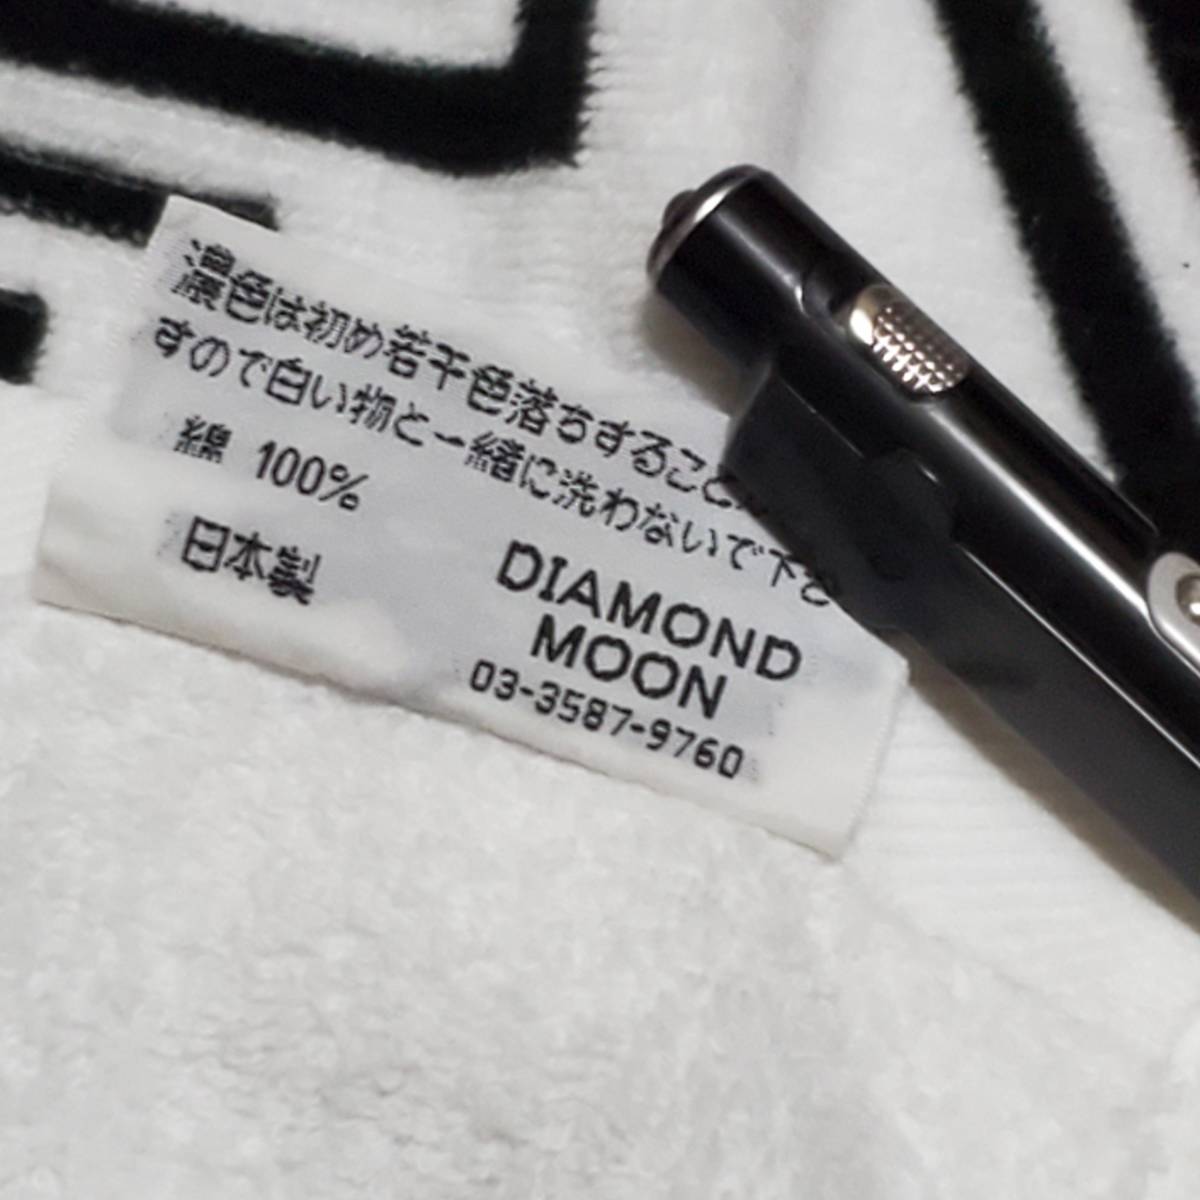 濃色は初め若干色落ちすること
すので白い物と一緒に洗わないで下さ
綿 100%
日本製
DIAMOND
MOON
03-3587-9760